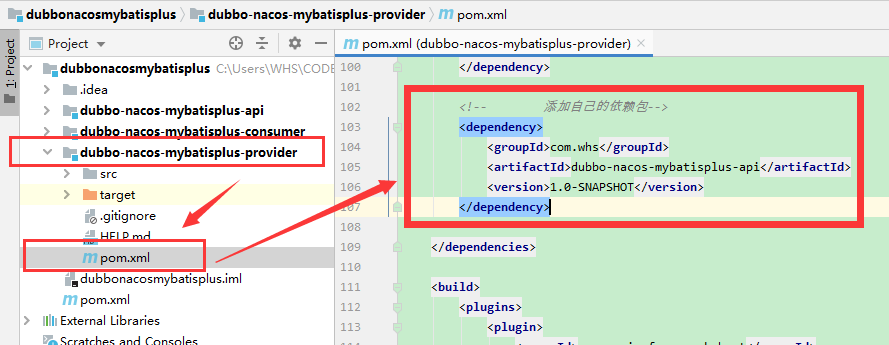 dubbonacosmybatisplus dubbo-nacos-mybatisplus-provider pom.xml
1: Project
Project
dubbonacosmybatisplus C:\Users\WHS\CODE
.idea
dubbo-nacos-mybatisplus-api
dubbo-nacos-mybatisplus-consumer
dubbo-nacos-mybatisplus-provider
src
target
.gitignore
HELP.md
pom.xml
dubbonacosmybatisplus.iml
pom.xml
External Libraries
Scratches and Consoles
pom.xml (dubbo-nacos-mybatisplus-provider)
100 </dependency>
101
102 <!-- 添加自己的依赖包-->
103 <dependency>
104 <groupId>com.whs</groupId>
105 <artifactId>dubbo-nacos-mybatisplus-api</artifactId>
106 <version>1.0-SNAPSHOT</version>
107 </dependency>
108
109 </dependencies>
110
111 <build>
112 <plugins>
113 <plugin>